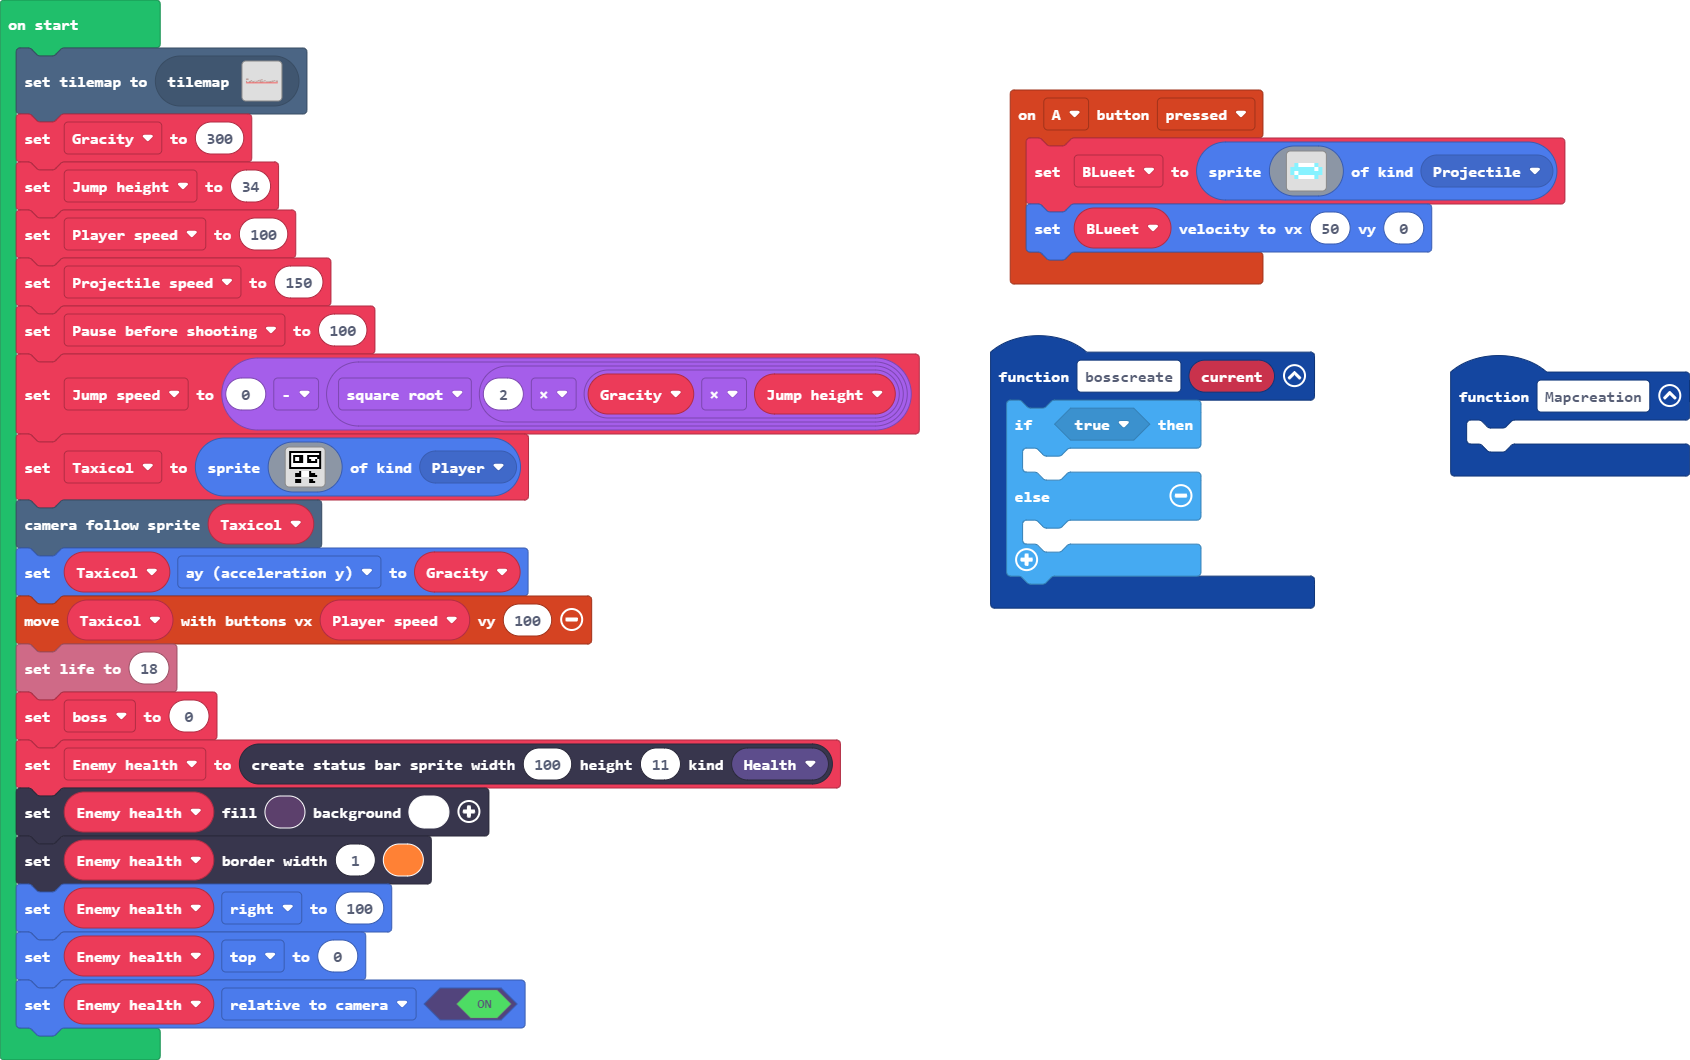 on start
set tilemap to tilemap
set Gracity to 300
set Jump height to 34
set Player speed to 100
set Projectile speed to 150
set Pause before shooting to 100
set Jump speed to 0 - square root 2 × Gracity × Jump height
set Taxicol to sprite of kind Player
camera follow sprite Taxicol
set Taxicol ay (acceleration y) to Gracity
move Taxicol with buttons vx Player speed vy 100
set life to 18
set boss to 0
set Enemy health to create status bar sprite width 100 height 11 kind Health
set Enemy health fill background
set Enemy health border width 1
set Enemy health right to 100
set Enemy health top to 0
set Enemy health relative to camera ON
on A button pressed
set BLueet to sprite of kind Projectile
set BLueet velocity to vx 50 vy 0
function bosscreate current
if true then
else
function Mapcreation